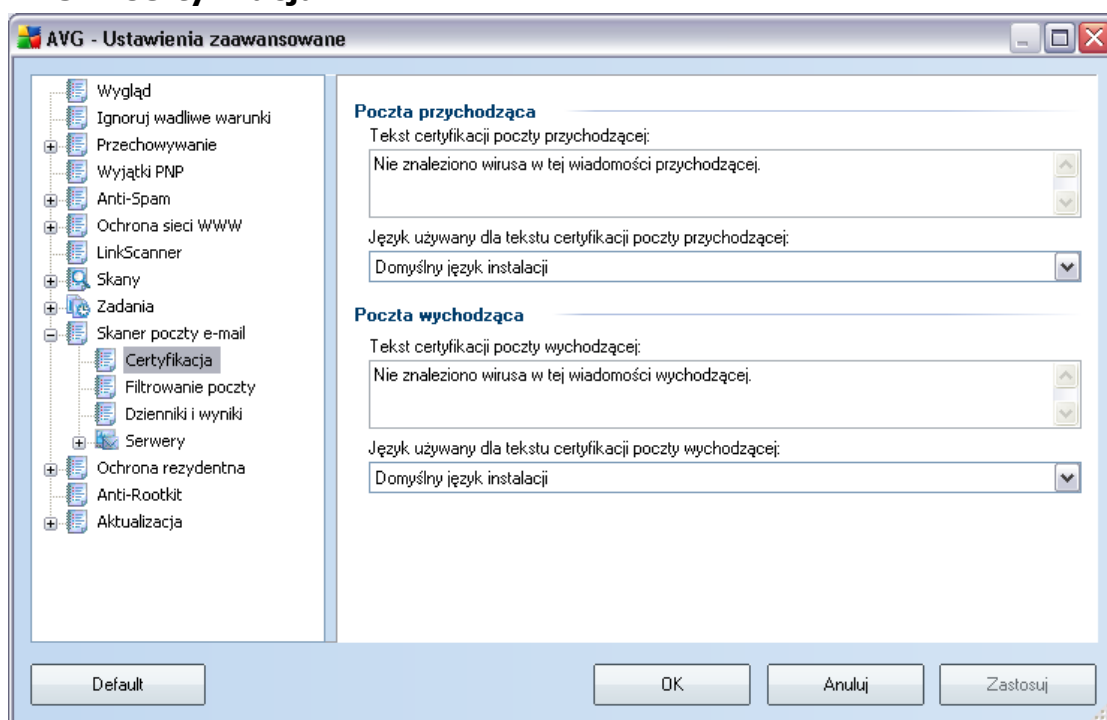 AVG - Ustawienia zaawansowane
Wygląd
Ignoruj wadliwe warunki
Przechowywanie
Wyjątki PNP
Anti-Spam
Ochrona sieci WWW
LinkScanner
Skany
Zadania
Skaner poczty e-mail
Certyfikacja
Filtrowanie poczty
Dzienniki i wyniki
Serwery
Ochrona rezydentna
Anti-Rootkit
Aktualizacja
Poczta przychodząca
Tekst certyfikacji poczty przychodzącej:
Nie znaleziono wirusa w tej wiadomości przychodzącej.
Język używany dla tekstu certyfikacji poczty przychodzącej:
Domyślny język instalacji
Poczta wychodząca
Tekst certyfikacji poczty wychodzącej:
Nie znaleziono wirusa w tej wiadomości wychodzącej.
Język używany dla tekstu certyfikacji poczty wychodzącej:
Domyślny język instalacji
Default
OK
Anuluj
Zastosuj